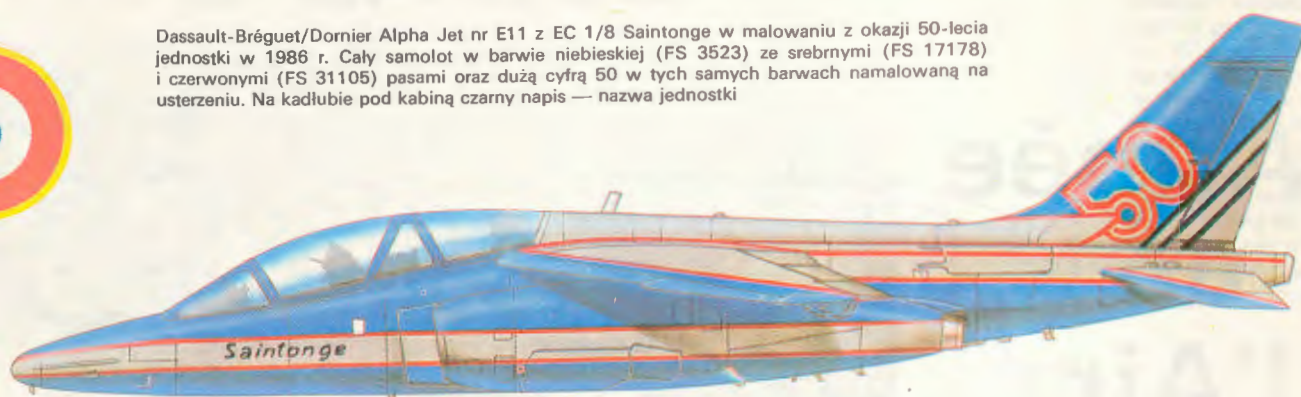 Dassault-Bréguet/Dornier Alpha Jet nr E11 z EC 1/8 Saintonge w malowaniu z okazji 50-lecia
jednostki w 1986 r. Cały samolot w barwie niebieskiej (FS 3523) ze srebrnymi (FS 17178)
i czerwonymi (FS 31105) pasami oraz dużą cyfrą 50 w tych samych barwach namalowaną na
usterzeniu. Na kadłubie pod kabiną czarny napis — nazwa jednostki
50
Saintonge